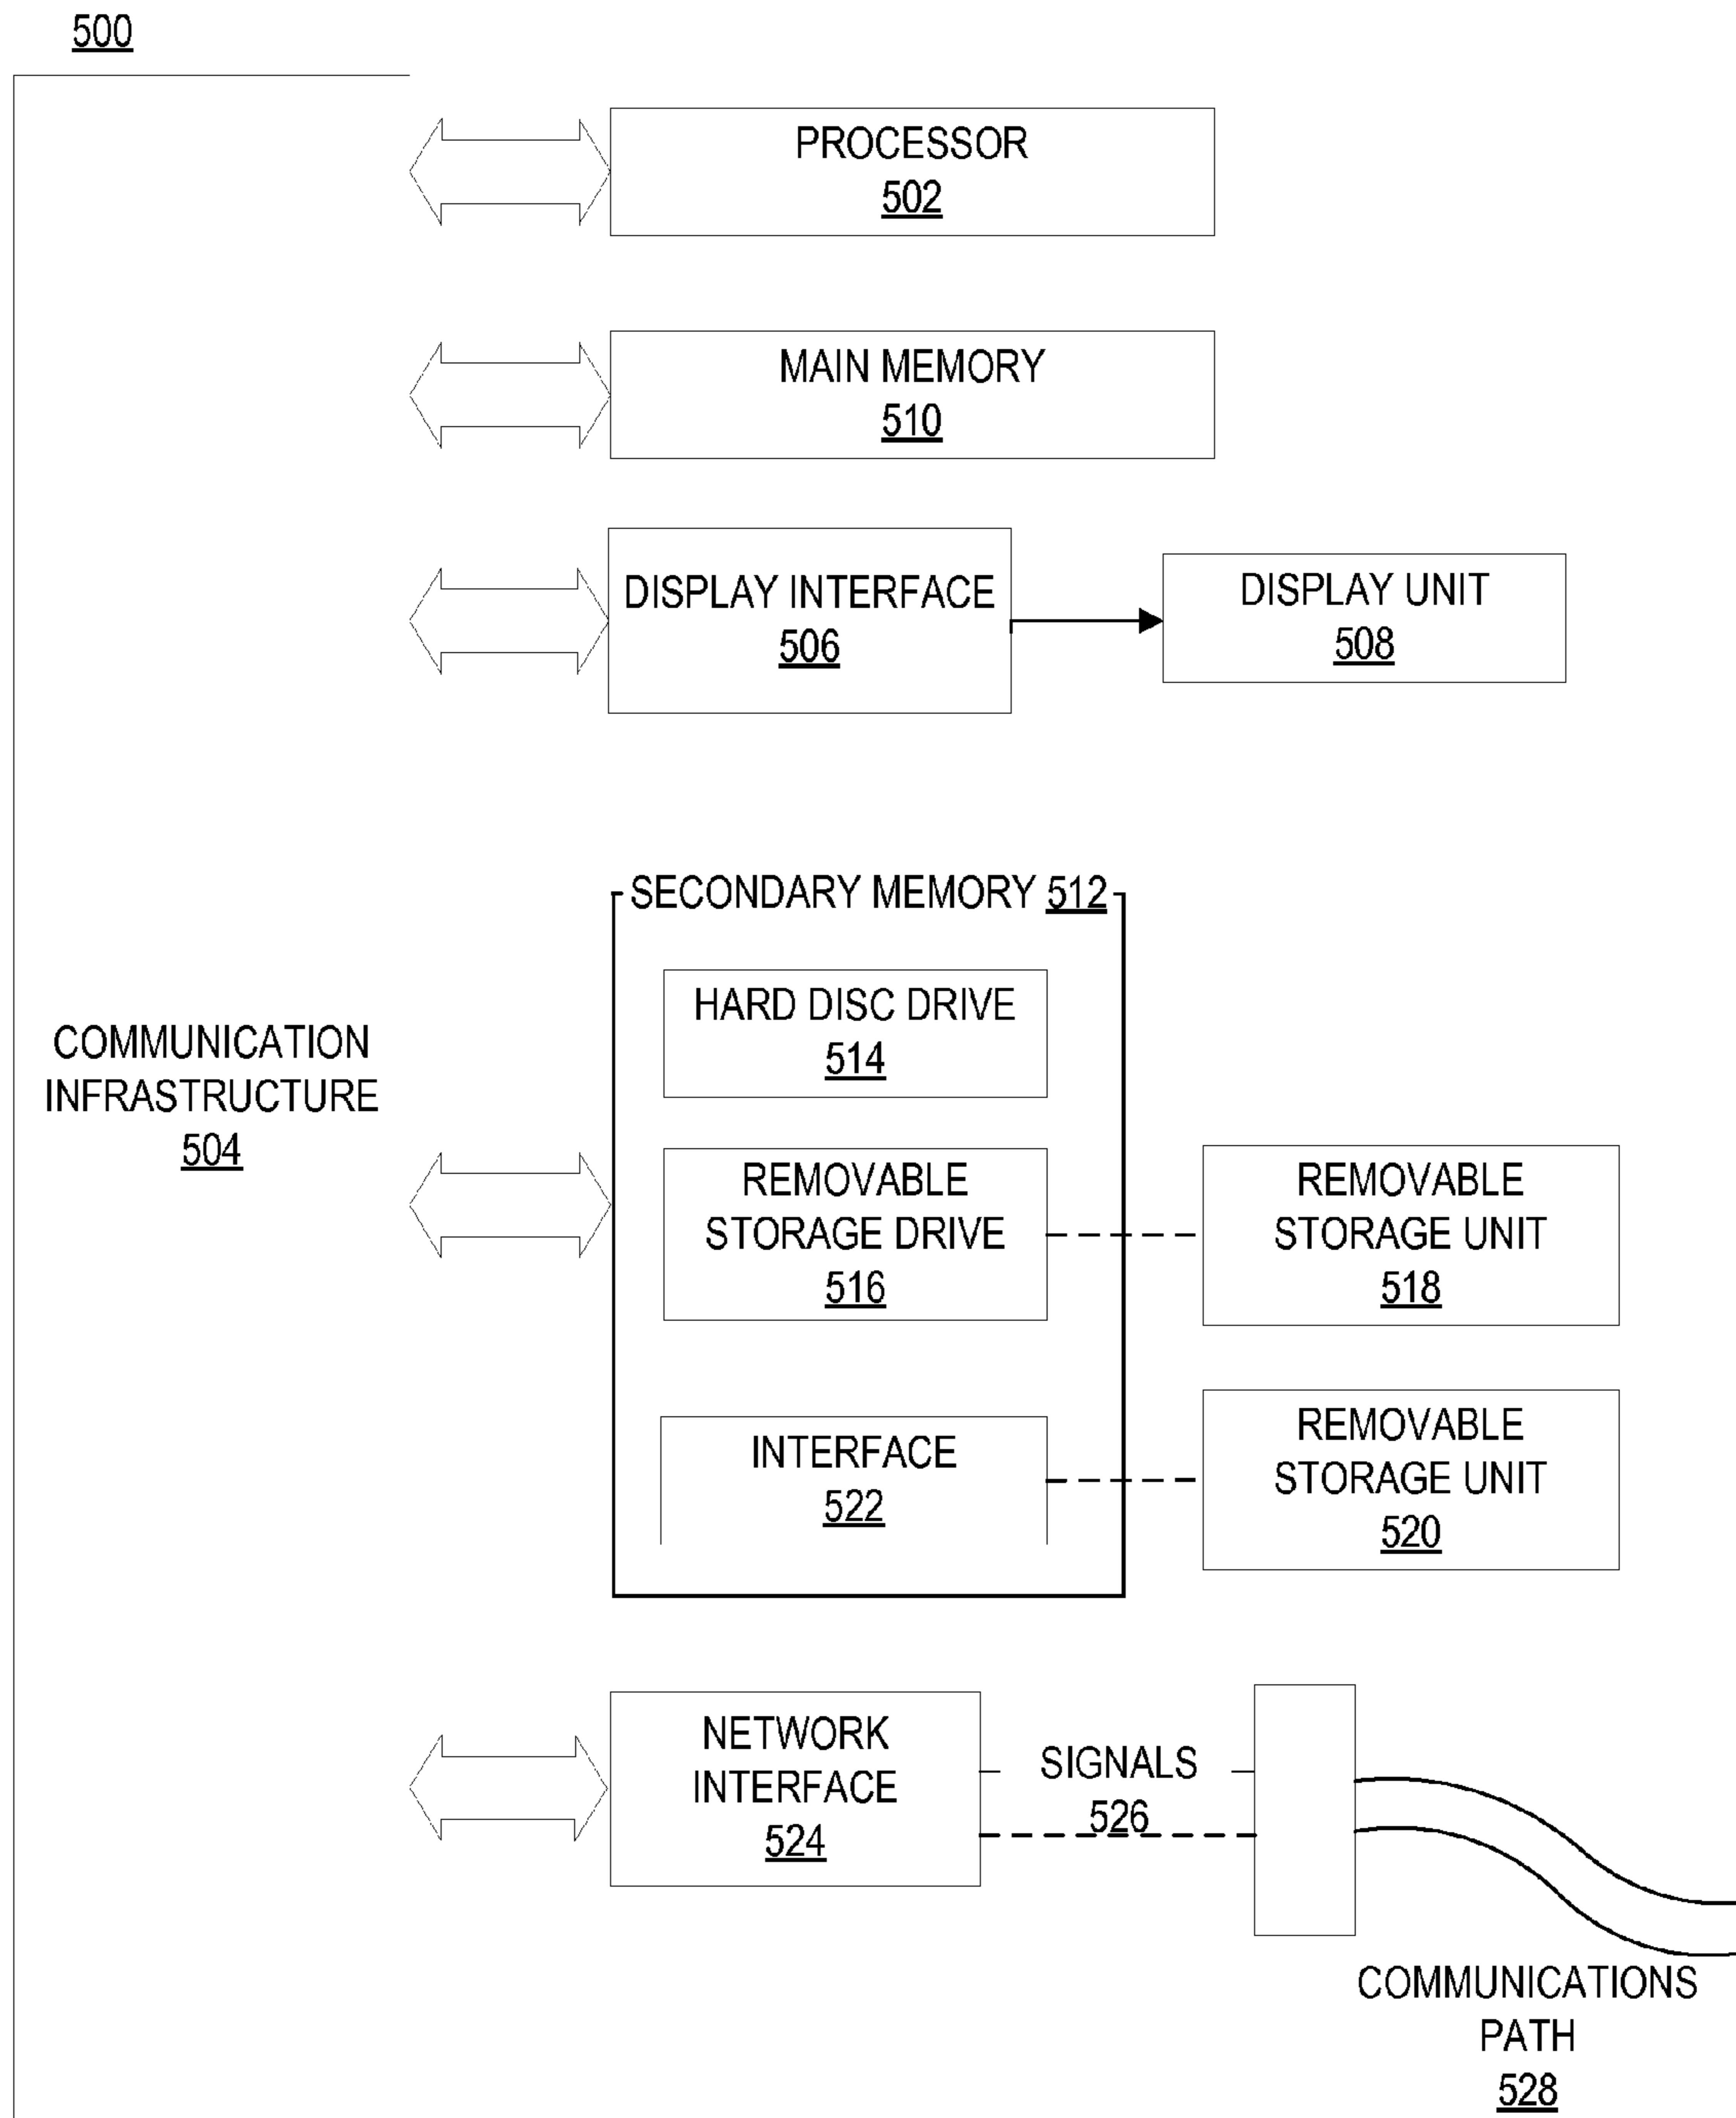 500
PROCESSOR
502
MAIN MEMORY
510
DISPLAY INTERFACE
506
DISPLAY UNIT
508
SECONDARY MEMORY 512
HARD DISC DRIVE
514
COMMUNICATION
INFRASTRUCTURE
504
REMOVABLE
STORAGE DRIVE
516
REMOVABLE
STORAGE UNIT
518
INTERFACE
522
REMOVABLE
STORAGE UNIT
520
NETWORK
INTERFACE
524
SIGNALS
526
COMMUNICATIONS
PATH
528